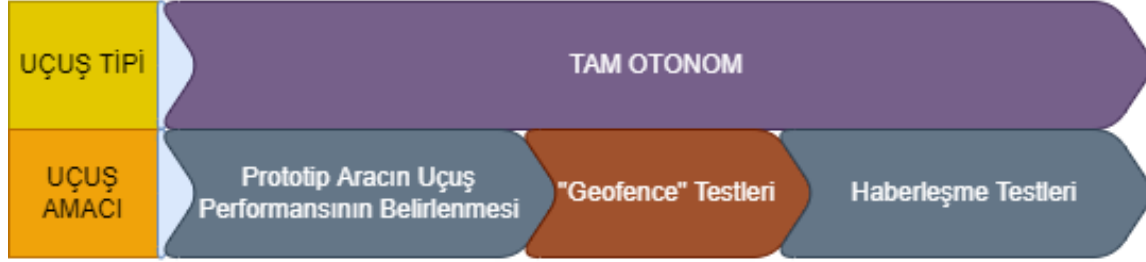 UÇUŞ TİPİ
TAM OTONOM
UÇUŞ
AMACI
Prototip Aracın Uçuş
Performansının Belirlenmesi
"Geofence" Testleri
Haberleşme Testleri